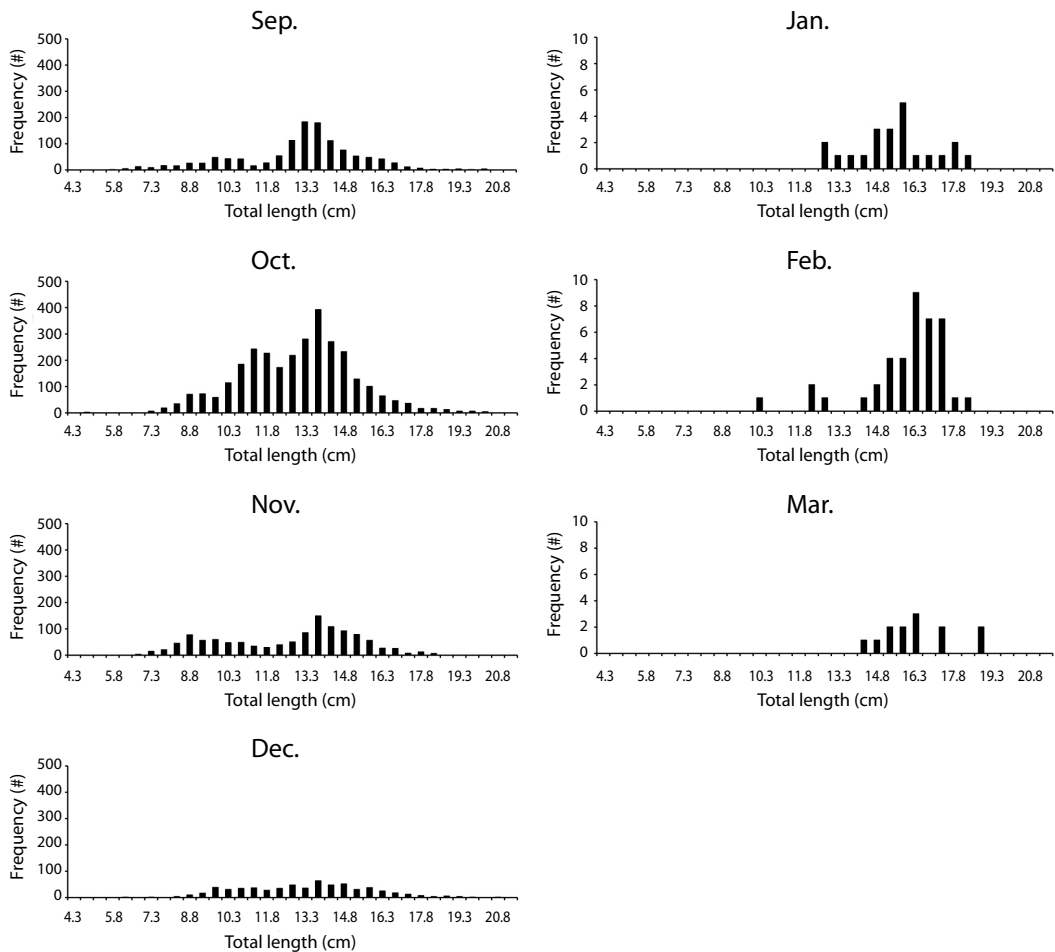 Sep.
500
400
300
200
100
0
Frequency (#)
4.3 5.8 7.3 8.8 10.3 11.8 13.3 14.8 16.3 17.8 19.3 20.8
Total length (cm)
Jan.
10
8
6
4
2
0
Frequency (#)
4.3 5.8 7.3 8.8 10.3 11.8 13.3 14.8 16.3 17.8 19.3 20.8
Total length (cm)
Oct.
500
400
300
200
100
0
Frequency (#)
4.3 5.8 7.3 8.8 10.3 11.8 13.3 14.8 16.3 17.8 19.3 20.8
Total length (cm)
Feb.
10
8
6
4
2
0
Frequency (#)
4.3 5.8 7.3 8.8 10.3 11.8 13.3 14.8 16.3 17.8 19.3 20.8
Total length (cm)
Nov.
500
400
300
200
100
0
Frequency (#)
4.3 5.8 7.3 8.8 10.3 11.8 13.3 14.8 16.3 17.8 19.3 20.8
Total length (cm)
Mar.
10
8
6
4
2
0
Frequency (#)
4.3 5.8 7.3 8.8 10.3 11.8 13.3 14.8 16.3 17.8 19.3 20.8
Total length (cm)
Dec.
500
400
300
200
100
0
Frequency (#)
4.3 5.8 7.3 8.8 10.3 11.8 13.3 14.8 16.3 17.8 19.3 20.8
Total length (cm)